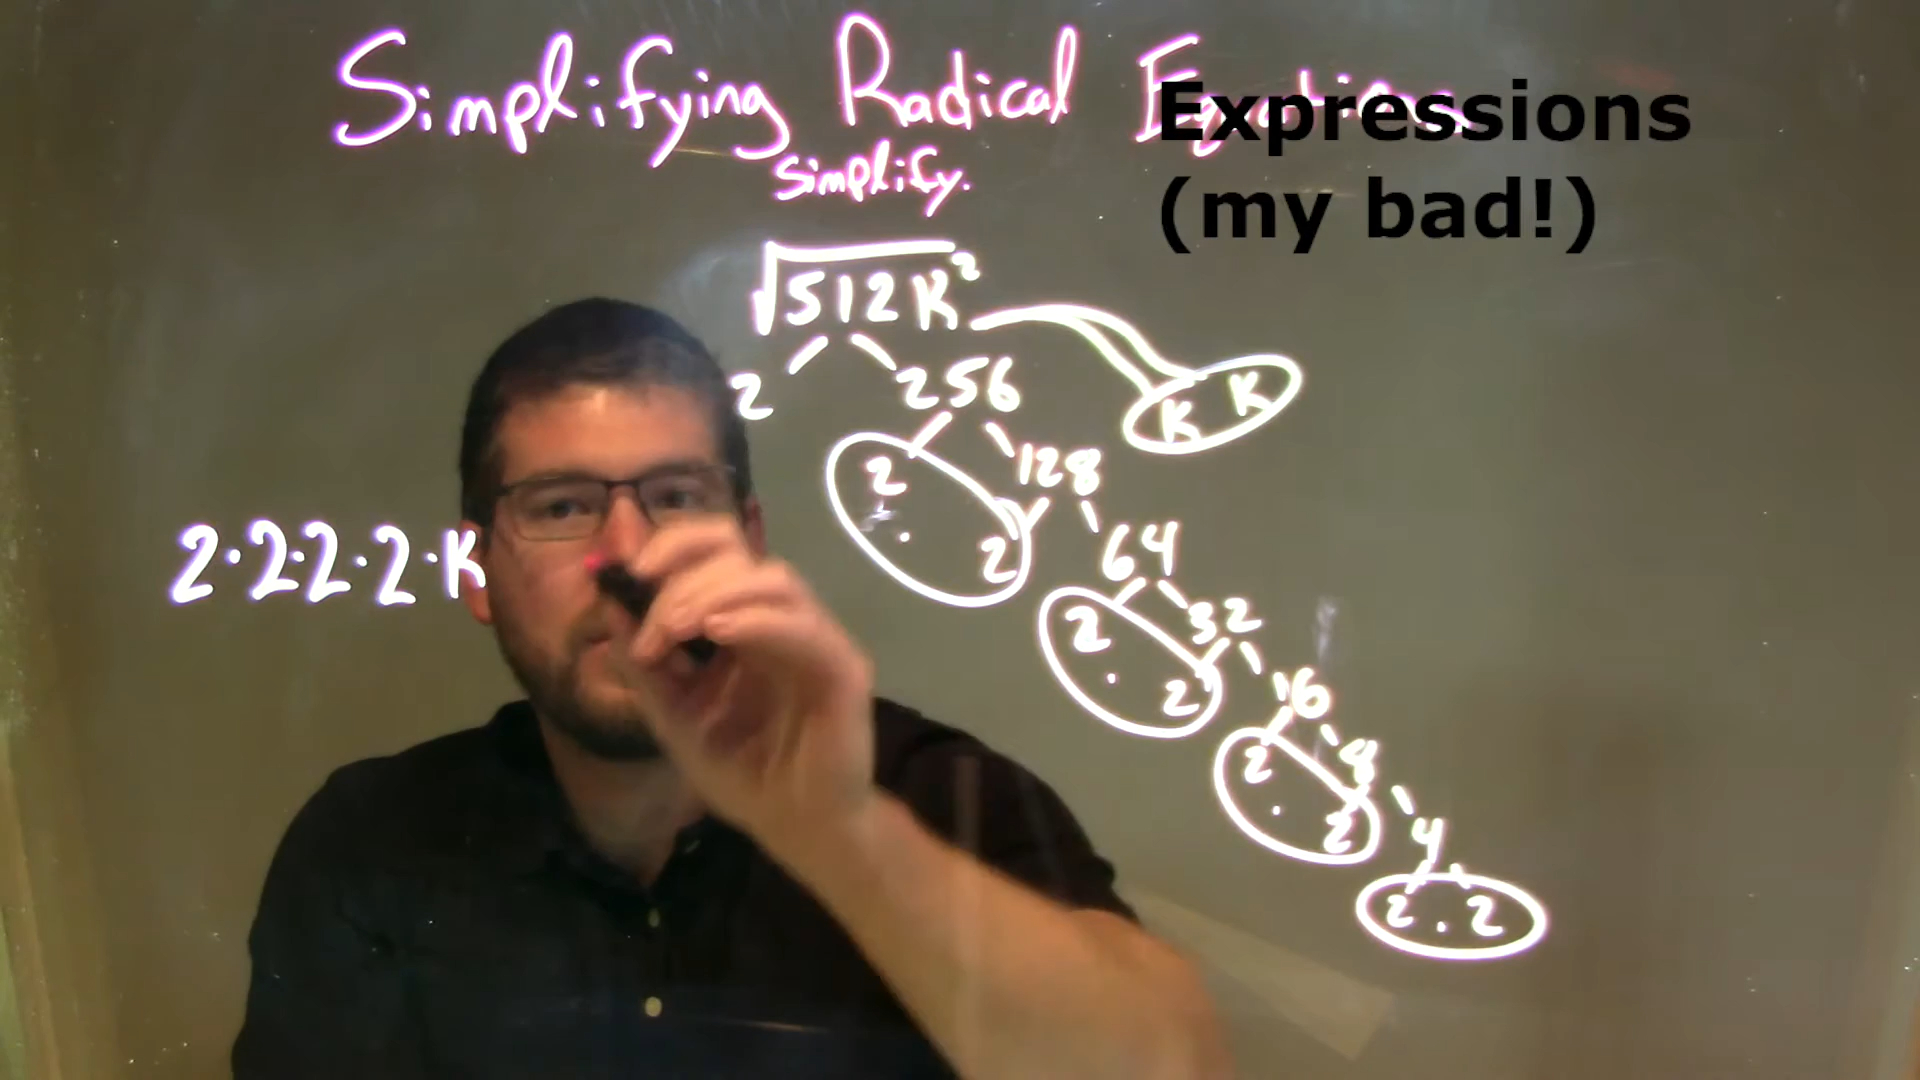 Simplifying Radical Equations
Expressions
(my bad!)
simplify.
√512K²
2 256
K K
2 128
2 64
2·2·2·2·K
2 32
2 16
2 8
2 4
2 · 2